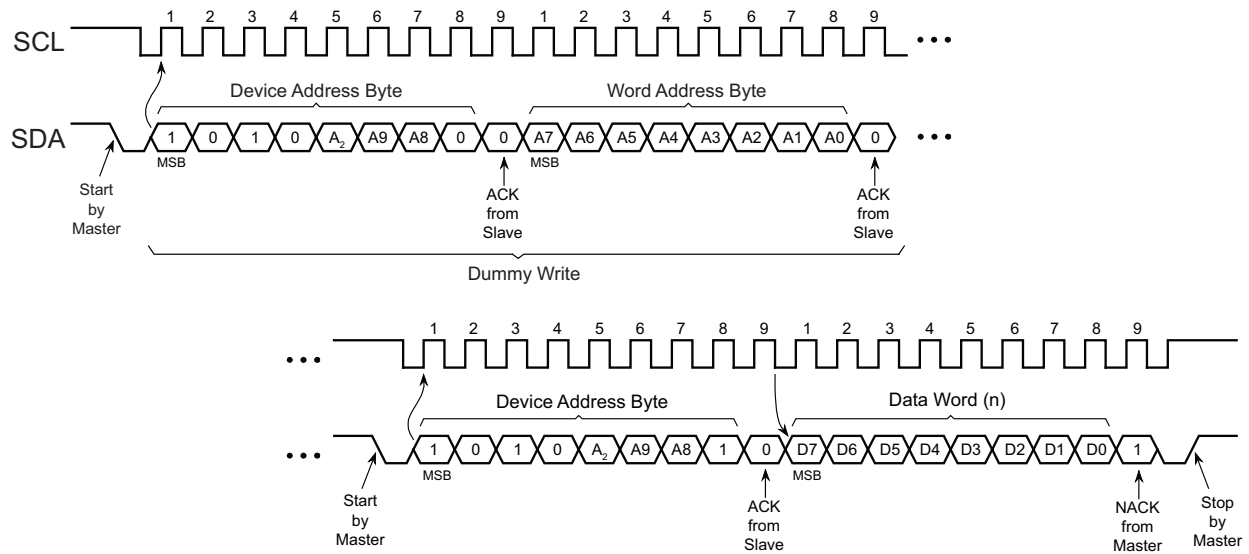 1 2 3 4 5 6 7 8 9 1 2 3 4 5 6 7 8 9
SCL
Device Address Byte Word Address Byte
SDA 1 0 1 0 A2 A9 A8 0 0 A7 A6 A5 A4 A3 A2 A1 A0 0
MSB MSB
Start
by
Master
ACK
from
Slave
ACK
from
Slave
Dummy Write
1 2 3 4 5 6 7 8 9 1 2 3 4 5 6 7 8 9
Device Address Byte Data Word (n)
1 0 1 0 A2 A9 A8 1 0 D7 D6 D5 D4 D3 D2 D1 D0 1
MSB MSB
Start
by
Master
ACK
from
Slave
NACK
from
Master
Stop
by
Master